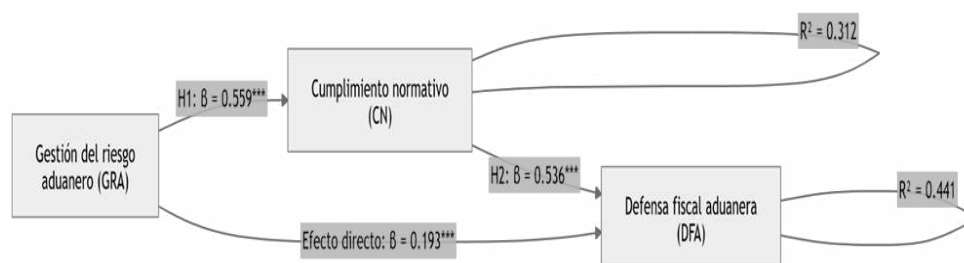 R² = 0.312
Cumplimiento normativo
(CN)
H1: β = 0.559***
Gestión del riesgo
aduanero (GRA)
H2: β = 0.536***
Defensa fiscal aduanera
(DFA)
R² = 0.441
Efecto directo: β = 0.193***